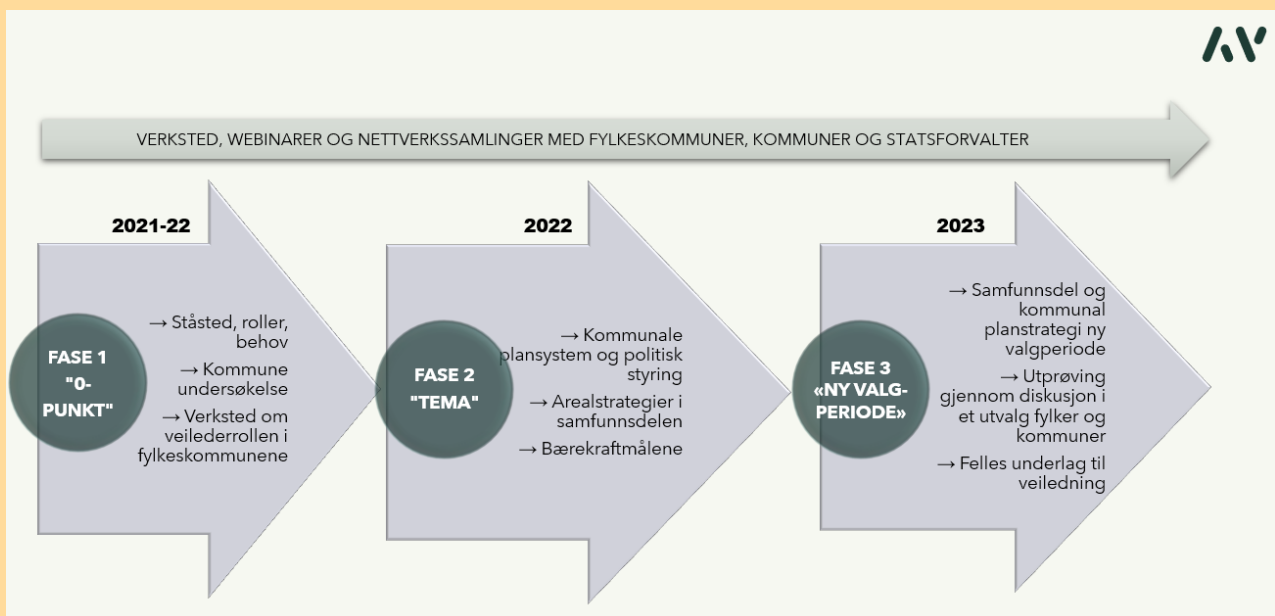 VERKSTED, WEBINARER OG NETTVERKSSAMLINGER MED FYLKESKOMMUNER, KOMMUNER OG STATSFORVALTER
2021-22
FASE 1
"0-
PUNKT"
→ Ståsted, roller,
behov
→ Kommune
undersøkelse
→ Verksted om
veilederrollen i
fylkeskommunene
2022
FASE 2
"TEMA"
→ Kommunale
plansystem og politisk
styring
→ Arealstrategier i
samfunnsdelen
→ Bærekraftmålene
2023
FASE 3
«NY VALG-
PERIODE»
→ Samfunnsdel og
kommunal
planstrategi ny
valgperiode
→ Utprøving
gjennom diskusjon i
et utvalg fylker og
kommuner
→ Felles underlag til
veiledning